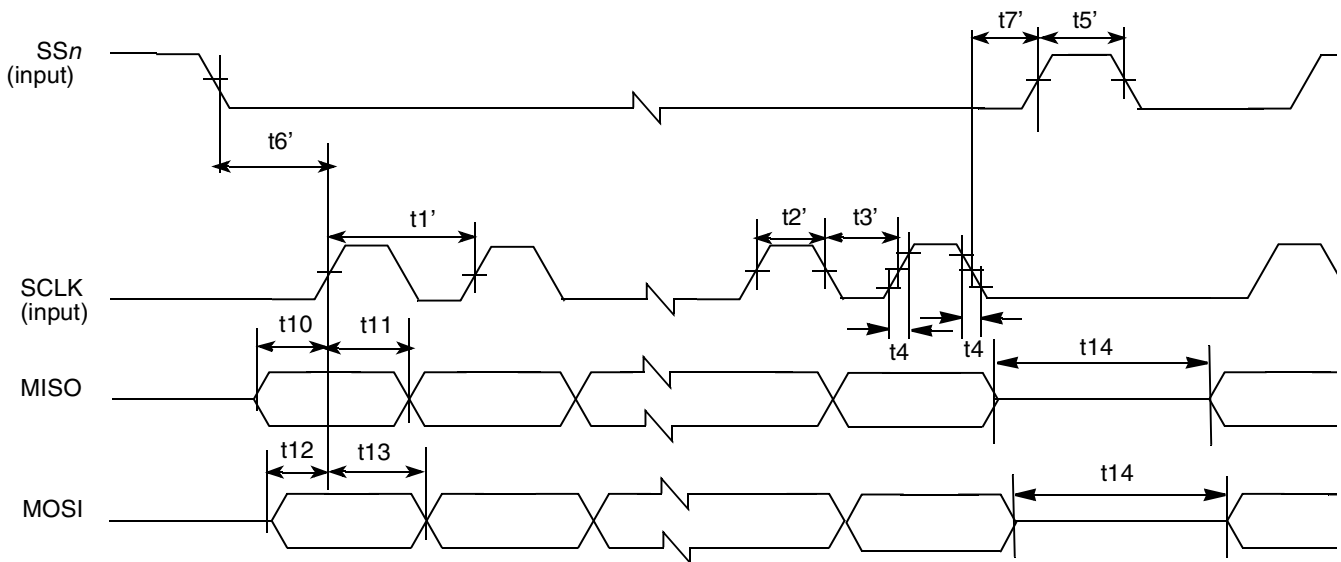 t7’ t5’
SSn
(input)
t6’
t1’ t2’ t3’
SCLK
(input)
t10 t11 t4 t4 t14
MISO
t12 t13 t14
MOSI